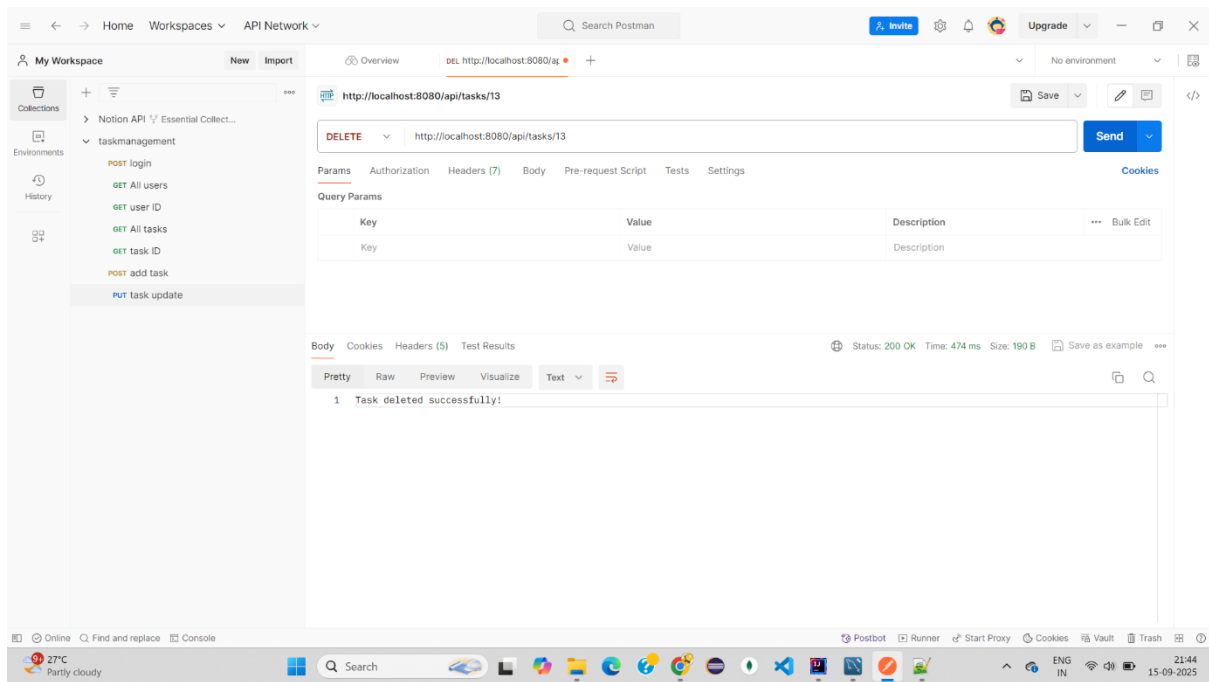 Home Workspaces API Network Search Postman Invite Upgrade
My Workspace New Import Overview DEL http://localhost:8080/ap No environment
Collections
Environments
History
Notion API Essential Collect...
taskmanagement
POST login
GET All users
GET user ID
GET All tasks
GET task ID
POST add task
PUT task update
HTTP http://localhost:8080/api/tasks/13 Save
DELETE http://localhost:8080/api/tasks/13 Send
Params Authorization Headers (7) Body Pre-request Script Tests Settings Cookies
Query Params
Key Value Description Bulk Edit
Key Value Description
Body Cookies Headers (5) Test Results Status: 200 OK Time: 474 ms Size: 190 B Save as example
Pretty Raw Preview Visualize Text
1 Task deleted successfully!
Online Find and replace Console Postbot Runner Start Proxy Cookies Vault Trash
9+ 27°C
Partly cloudy
Search
ENG
IN
21:44
15-09-2025